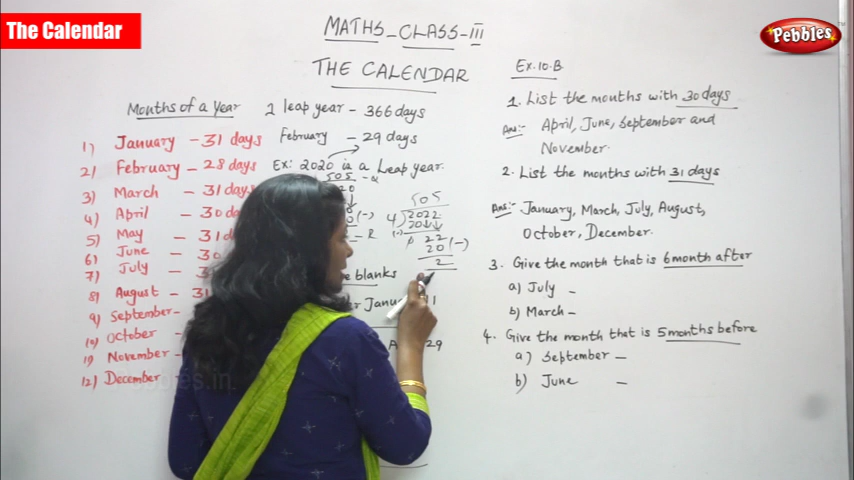 The Calendar
Pebbles
MATHS_CLASS-III
THE CALENDAR
Months of a Year
1) January - 31 days
2) February - 28 days
3) March - 31 days
4) April - 30
5) May - 31
6) June - 30
7) July -
8) August - 31
9) September -
10) October -
11) November -
12) December
2 leap year - 366 days
February - 29 days
Ex: 2020 is a Leap year.
505 - Q
20
(-)
- R
505
4)2022
20
(-)
22
20(-)
2
blanks
Janu
29
Ex.10.B
1. List the months with 30 days
Ans:- April, June, September and
November.
2. List the months with 31 days
Ans:- January, March, July, August,
October, December.
3. Give the month that is 6 month after
a) July -
b) March -
4. Give the month that is 5 months before
a) September -
b) June -